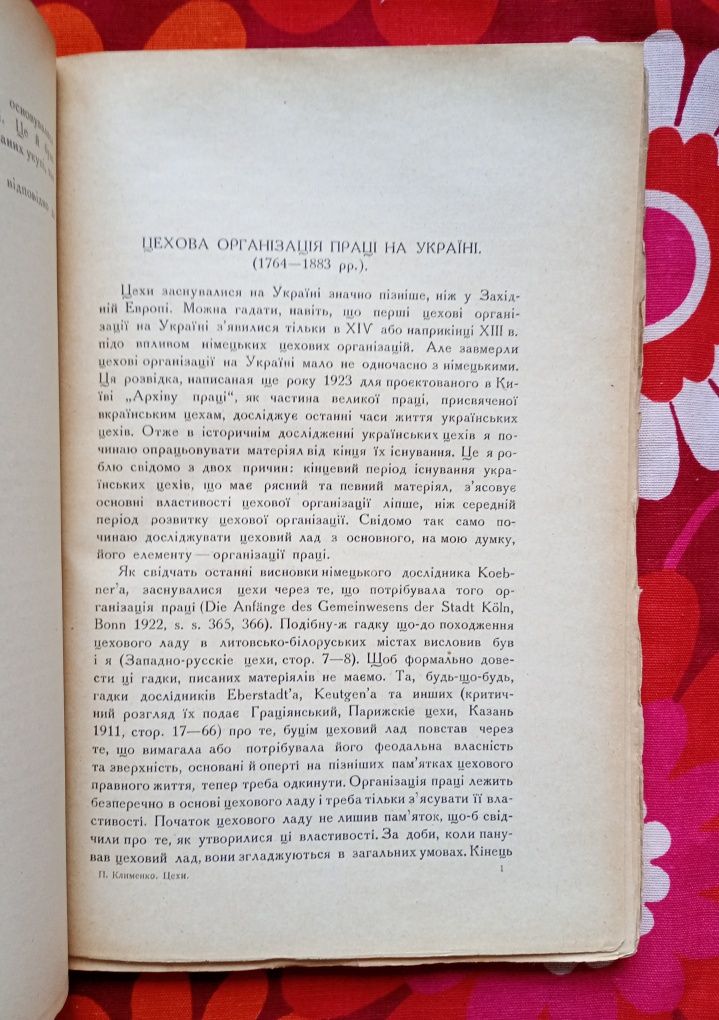 основувало
Це й
аних укупі,
відповідно до
ЦЕХОВА ОРГАНІЗАЦІЯ ПРАЦІ НА УКРАЇНІ.
(1764—1883 рр.).
Цехи заснувалися на Україні значно пізніше, ніж у Захід-
ній Европі. Можна гадати, навіть, що перші цехові органі-
зації на Україні з'явилися тільки в XIV або наприкінці XIII в.
підо впливом німецьких цехових організацій. Але завмерли
цехові організації на Україні мало не одночасно з німецькими.
Ця розвідка, написаная ще року 1923 для проєктованого в Ки-
їві „Архіву праці“, як частина великої праці, присвяченої
вкраїнським цехам, досліджує останні часи життя українських
цехів. Отже в історичнім дослідженні українських цехів я по-
чинаю опрацьовувати матеріял від кінця їх існування. Це я ро-
блю свідомо з двох причин: кінцевий період існування укра-
їнських цехів, що має рясний та певний матеріял, з'ясовує
основні властивості цехової організації ліпше, ніж середній
період розвитку цехової організації. Свідомо так само по-
чинаю досліджувати цеховий лад з основного, на мою думку,
його елементу — організації праці.
Як свідчать останні висновки німецького дослідника Koeb-
ner'а, заснувалися цехи через те, що потрібувала того ор-
ганізація праці (Die Anfänge des Gemeinwesens der Stadt Köln,
Bonn 1922, s. s. 365, 366). Подібну-ж гадку що-до походження
цехового ладу в литовсько-білоруських містах висловив був
і я (Западно-русскіе цехи, стор. 7—8). Щоб формально дове-
сти ці гадки, писаних матеріялів не маємо. Та, будь-що-будь,
гадки дослідників Eberstadt'а, Keutgen'а та инших (критич-
ний розгляд їх подає Граціянський, Парижскіе цехи, Казань
1911, стор. 17—66) про те, буцім цеховий лад повстав через
те, що вимагала або потрібувала його феодальна власність
та зверхність, основані й оперті на пізніших пам'ятках цехового
правного життя, тепер треба одкинути. Організація праці лежить
безперечно в основі цехового ладу і треба тільки з'ясувати її вла-
стивості. Початок цехового ладу не лишив пам'яток, що-б свід-
чили про те, як утворилися ці властивості. За доби, коли пану-
вав цеховий лад, вони згладжуються в загальних умовах. Кінець
П. Клименко. Цехи.
1